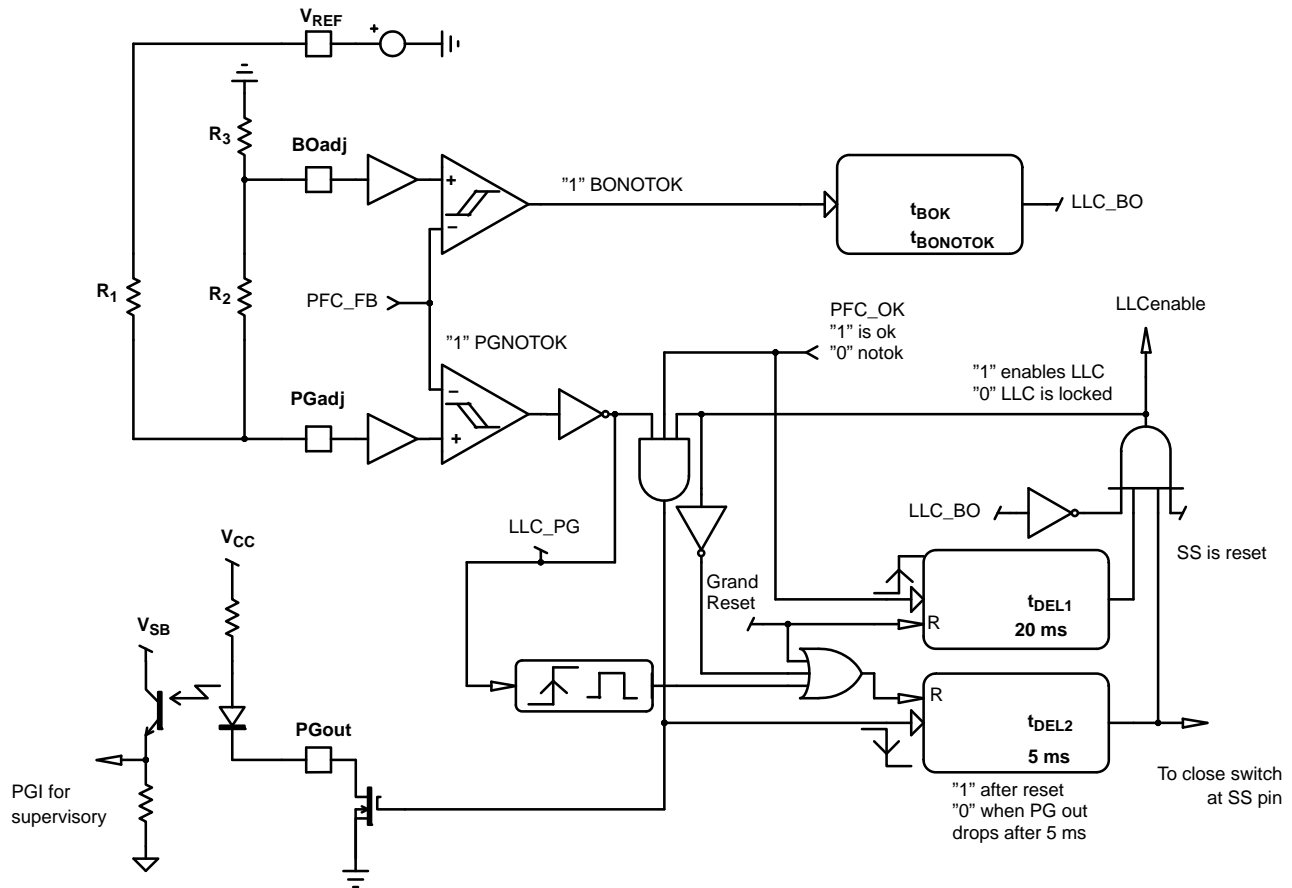 VREF
+
R3
BOadj
+
−
"1" BONOTOK
tBOK
tBONOTOK
LLC_BO
R1
R2
PFC_FB
PFC_OK
"1" is ok
"0" notok
LLCenable
"1" PGNOTOK
"1" enables LLC
"0" LLC is locked
PGadj
−
+
LLC_BO
SS is reset
LLC_PG
VCC
Grand
Reset
tDEL1
20 ms
R
VSB
R
tDEL2
5 ms
PGout
PGI for
supervisory
"1" after reset
"0" when PG out
drops after 5 ms
To close switch
at SS pin